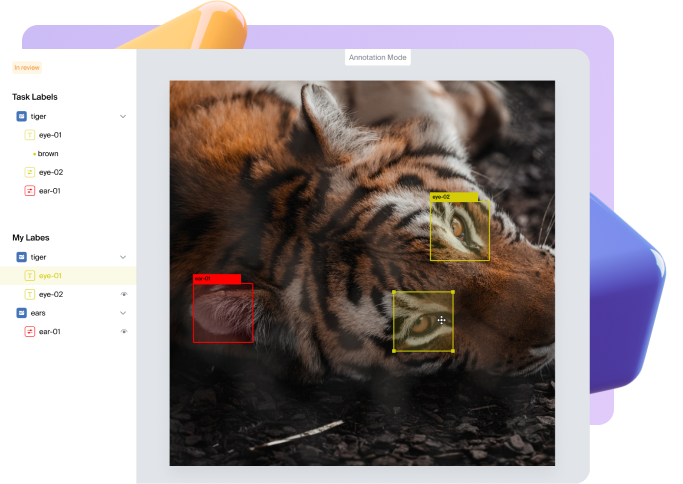 In review
Annotation Mode
Task Labels
tiger
eye-01
brown
eye-02
ear-01
My Labes
tiger
eye-01
eye-02
ears
ear-01
eye-02
ear-01